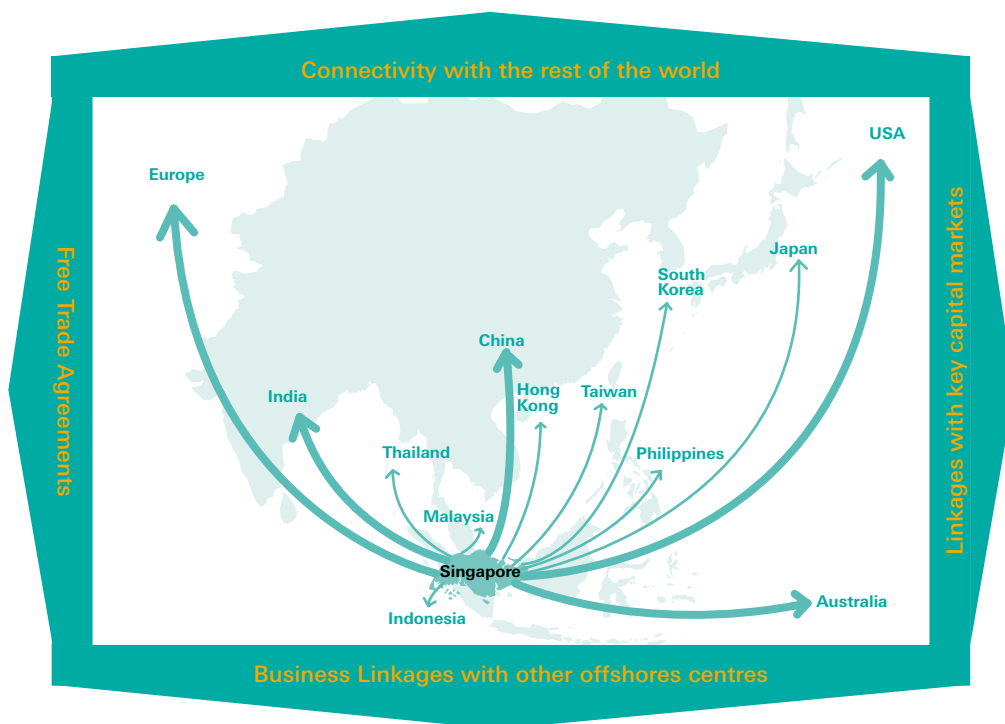 Connectivity with the rest of the world
USA
Europe
Free Trade Agreements
Linkages with key capital markets
Japan
South
Korea
China
India
Hong
Kong
Taiwan
Thailand
Philippines
Malaysia
Singapore
Australia
Indonesia
Business Linkages with other offshores centres